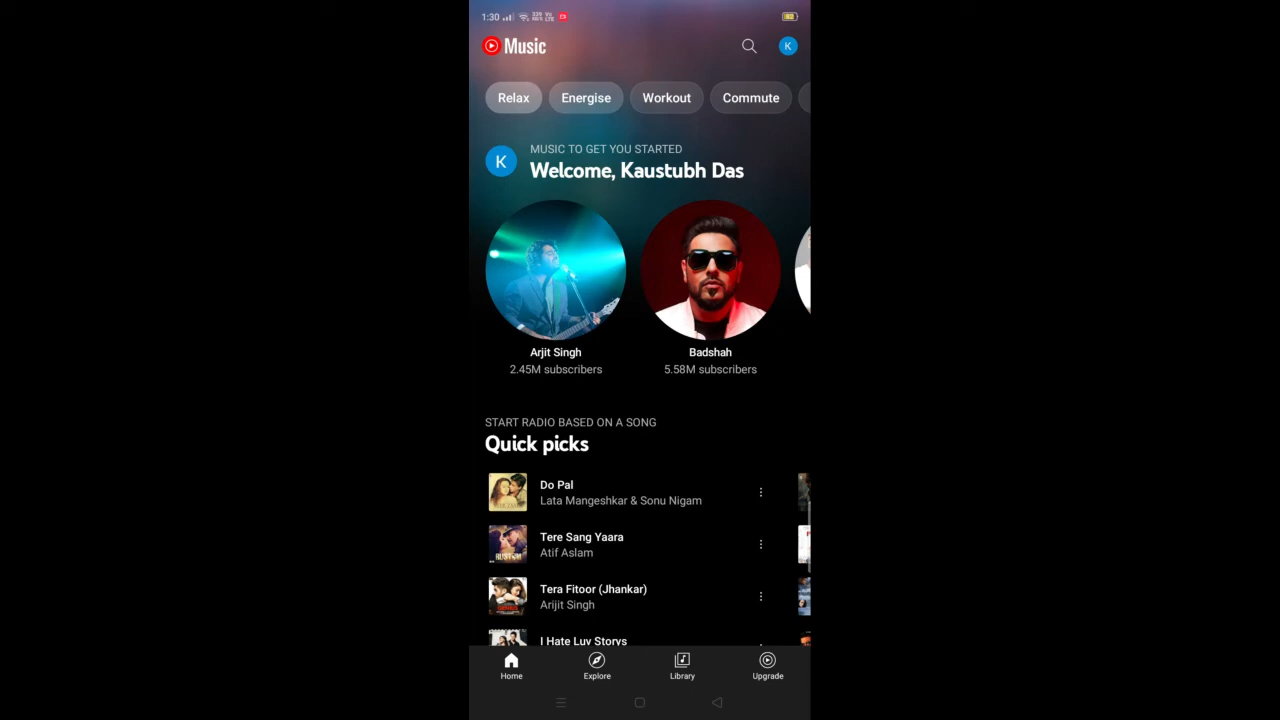 1:30
Music
K
Relax Energise Workout Commute
MUSIC TO GET YOU STARTED
K
Welcome, Kaustubh Das
Arjit Singh
2.45M subscribers
Badshah
5.58M subscribers
START RADIO BASED ON A SONG
Quick picks
Do Pal
Lata Mangeshkar & Sonu Nigam
Tere Sang Yaara
Atif Aslam
RUSTOM
Tera Fitoor (Jhankar)
Arijit Singh
I Hate Luv Storys
Home Explore Library Upgrade